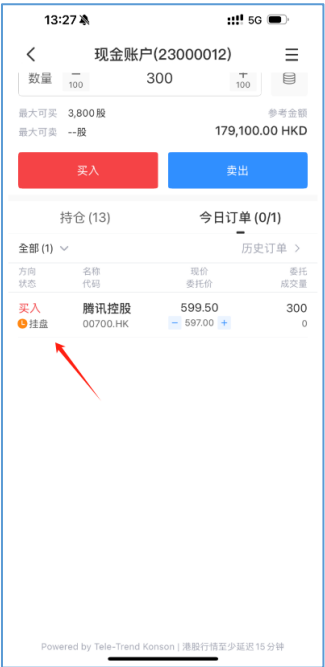 13:27 5G
现金账户(23000012)
数量 100 300 100
最大可买 3,800股 参考金额
最大可卖 --股 179,100.00 HKD
买入 卖出
持仓 (13) 今日订单 (0/1)
全部 (1) 历史订单 >
方向 名称 现价 委托
状态 代码 委托价 成交量
买入 腾讯控股 599.50 300
挂盘 00700.HK − 597.00 + 0
Powered by Tele-Trend Konson | 港股行情至少延迟 15 分钟